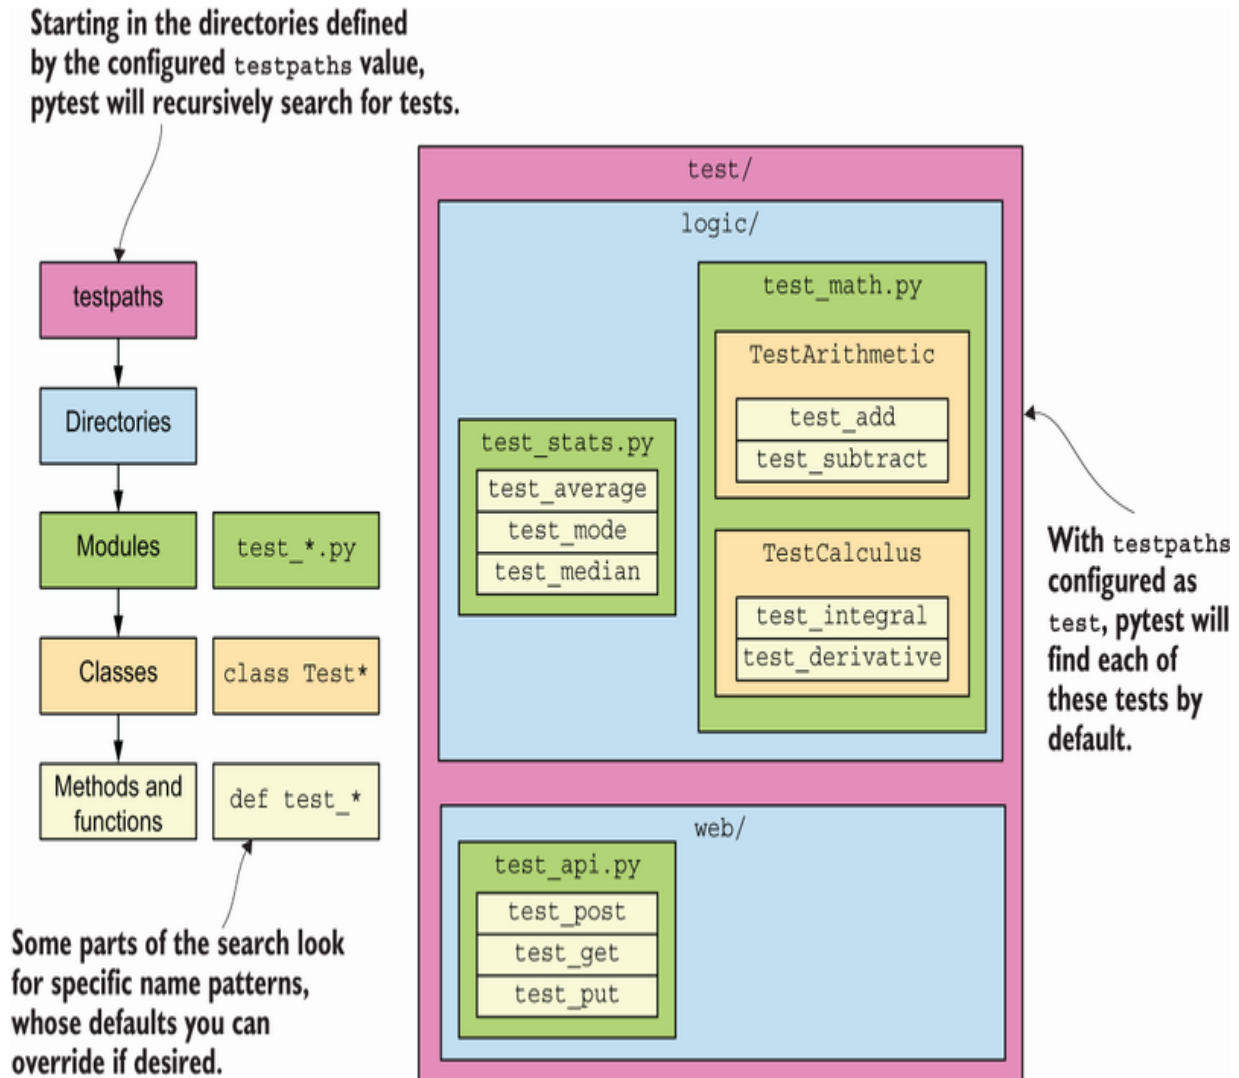 Starting in the directories defined
by the configured testpaths value,
pytest will recursively search for tests.
testpaths
Directories
Modules
test_*.py
Classes
class Test*
Methods and
functions
def test_*
Some parts of the search look
for specific name patterns,
whose defaults you can
override if desired.
test/
logic/
test_stats.py
test_average
test_mode
test_median
test_math.py
TestArithmetic
test_add
test_subtract
TestCalculus
test_integral
test_derivative
web/
test_api.py
test_post
test_get
test_put
With testpaths
configured as
test, pytest will
find each of
these tests by
default.